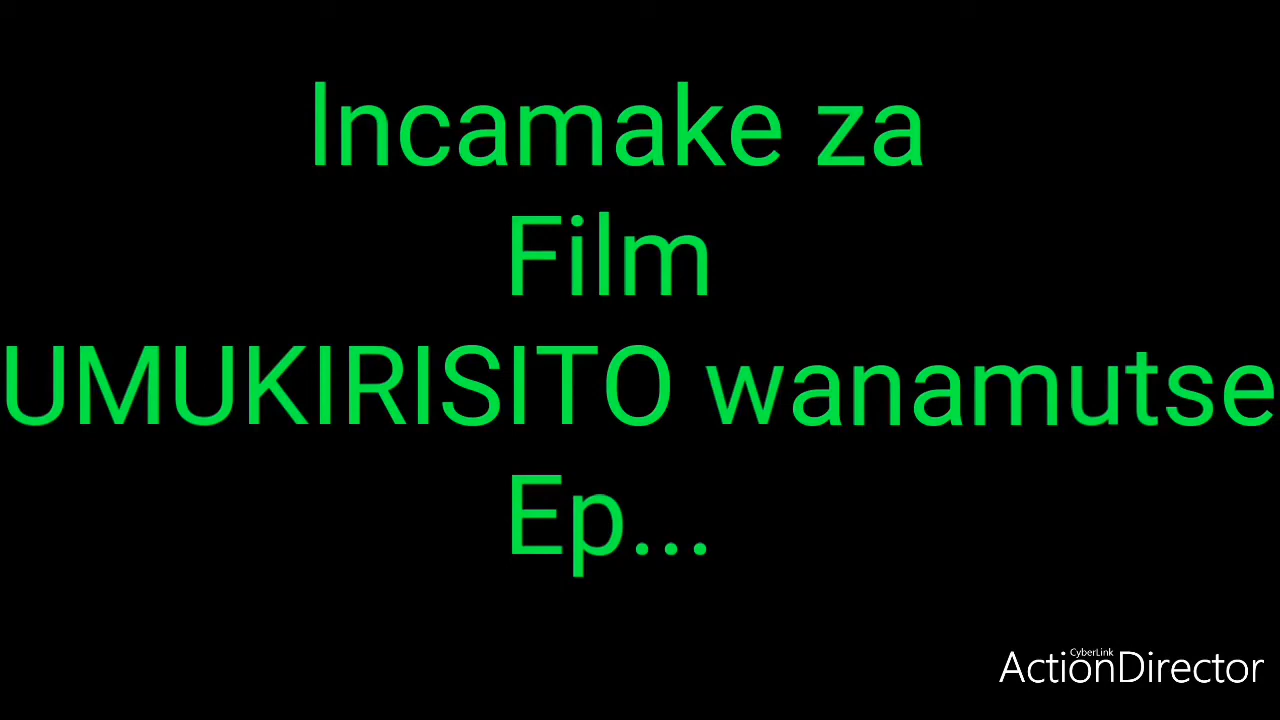 Incamake za
Film
UMUKIRISITO wanamutse
Ep...
CyberLink
ActionDirector